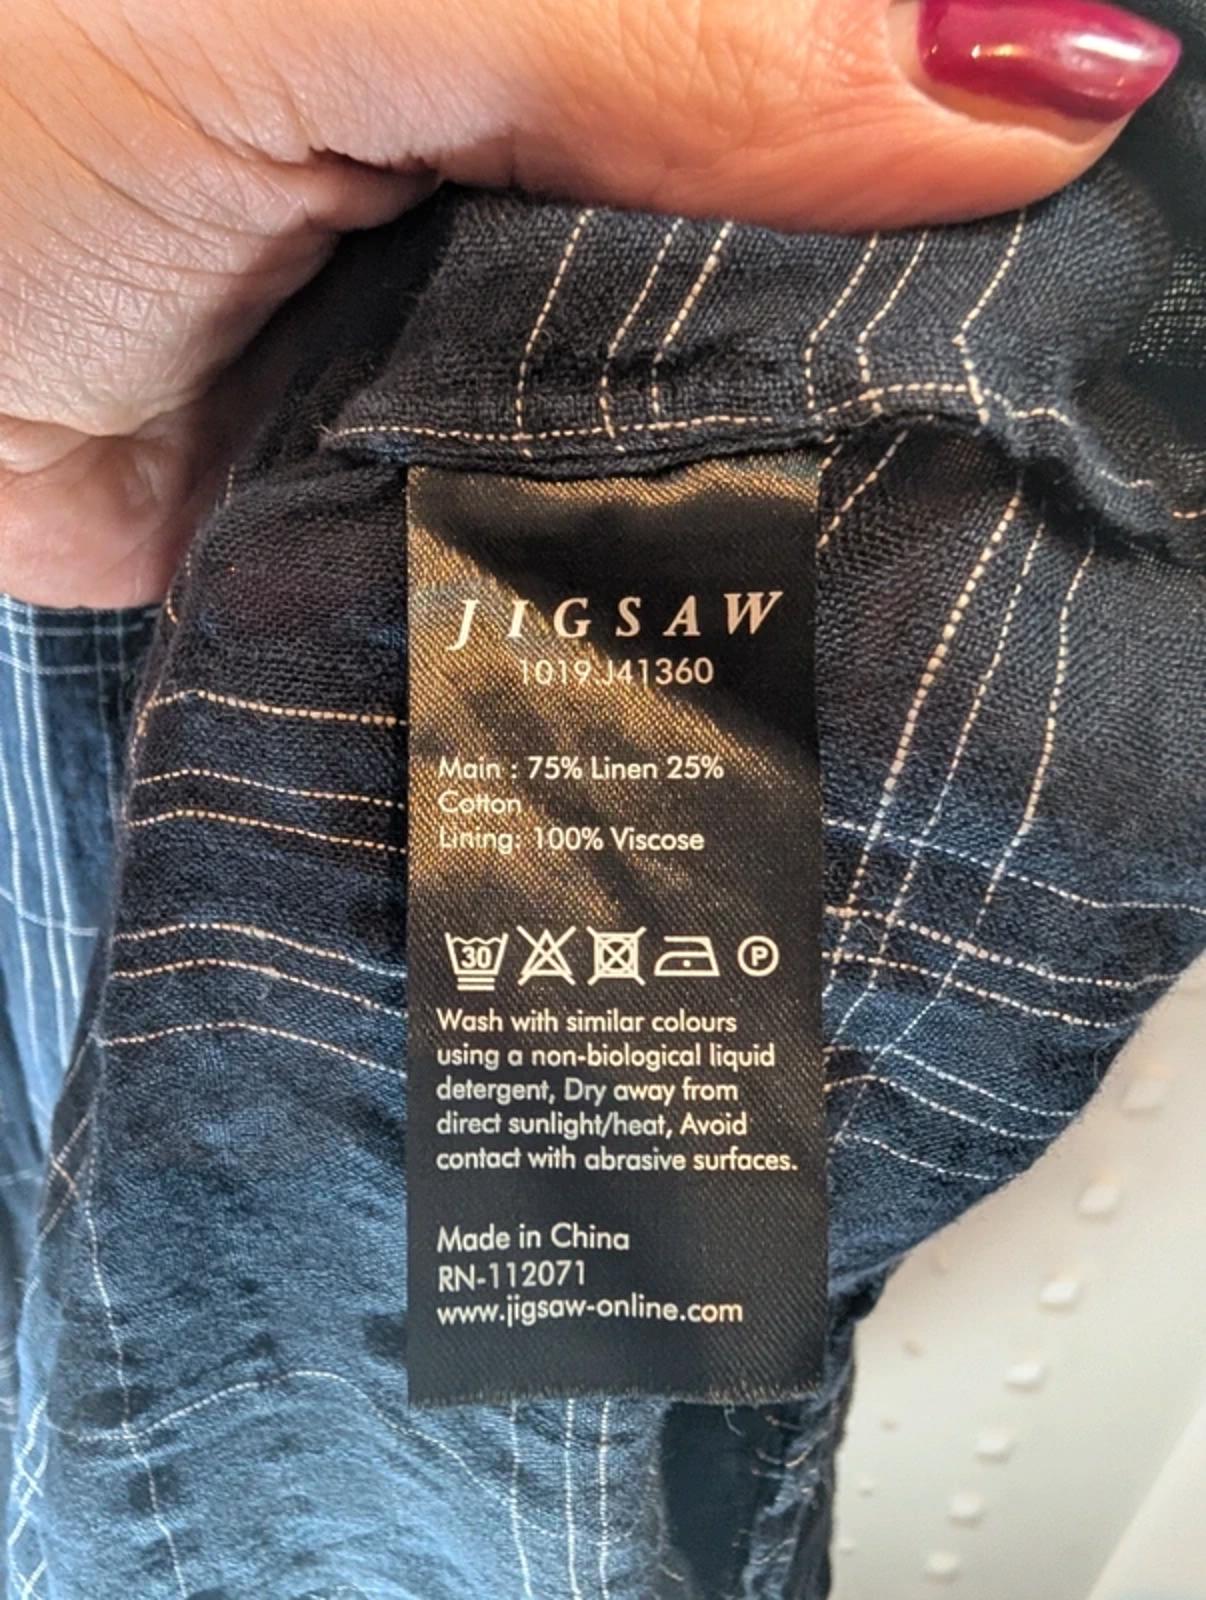 JIGSAW
1019.J41360
Main : 75% Linen 25%
Cotton
Lining: 100% Viscose
30 P
Wash with similar colours
using a non-biological liquid
detergent, Dry away from
direct sunlight/heat, Avoid
contact with abrasive surfaces.
Made in China
RN-112071
www.jigsaw-online.com